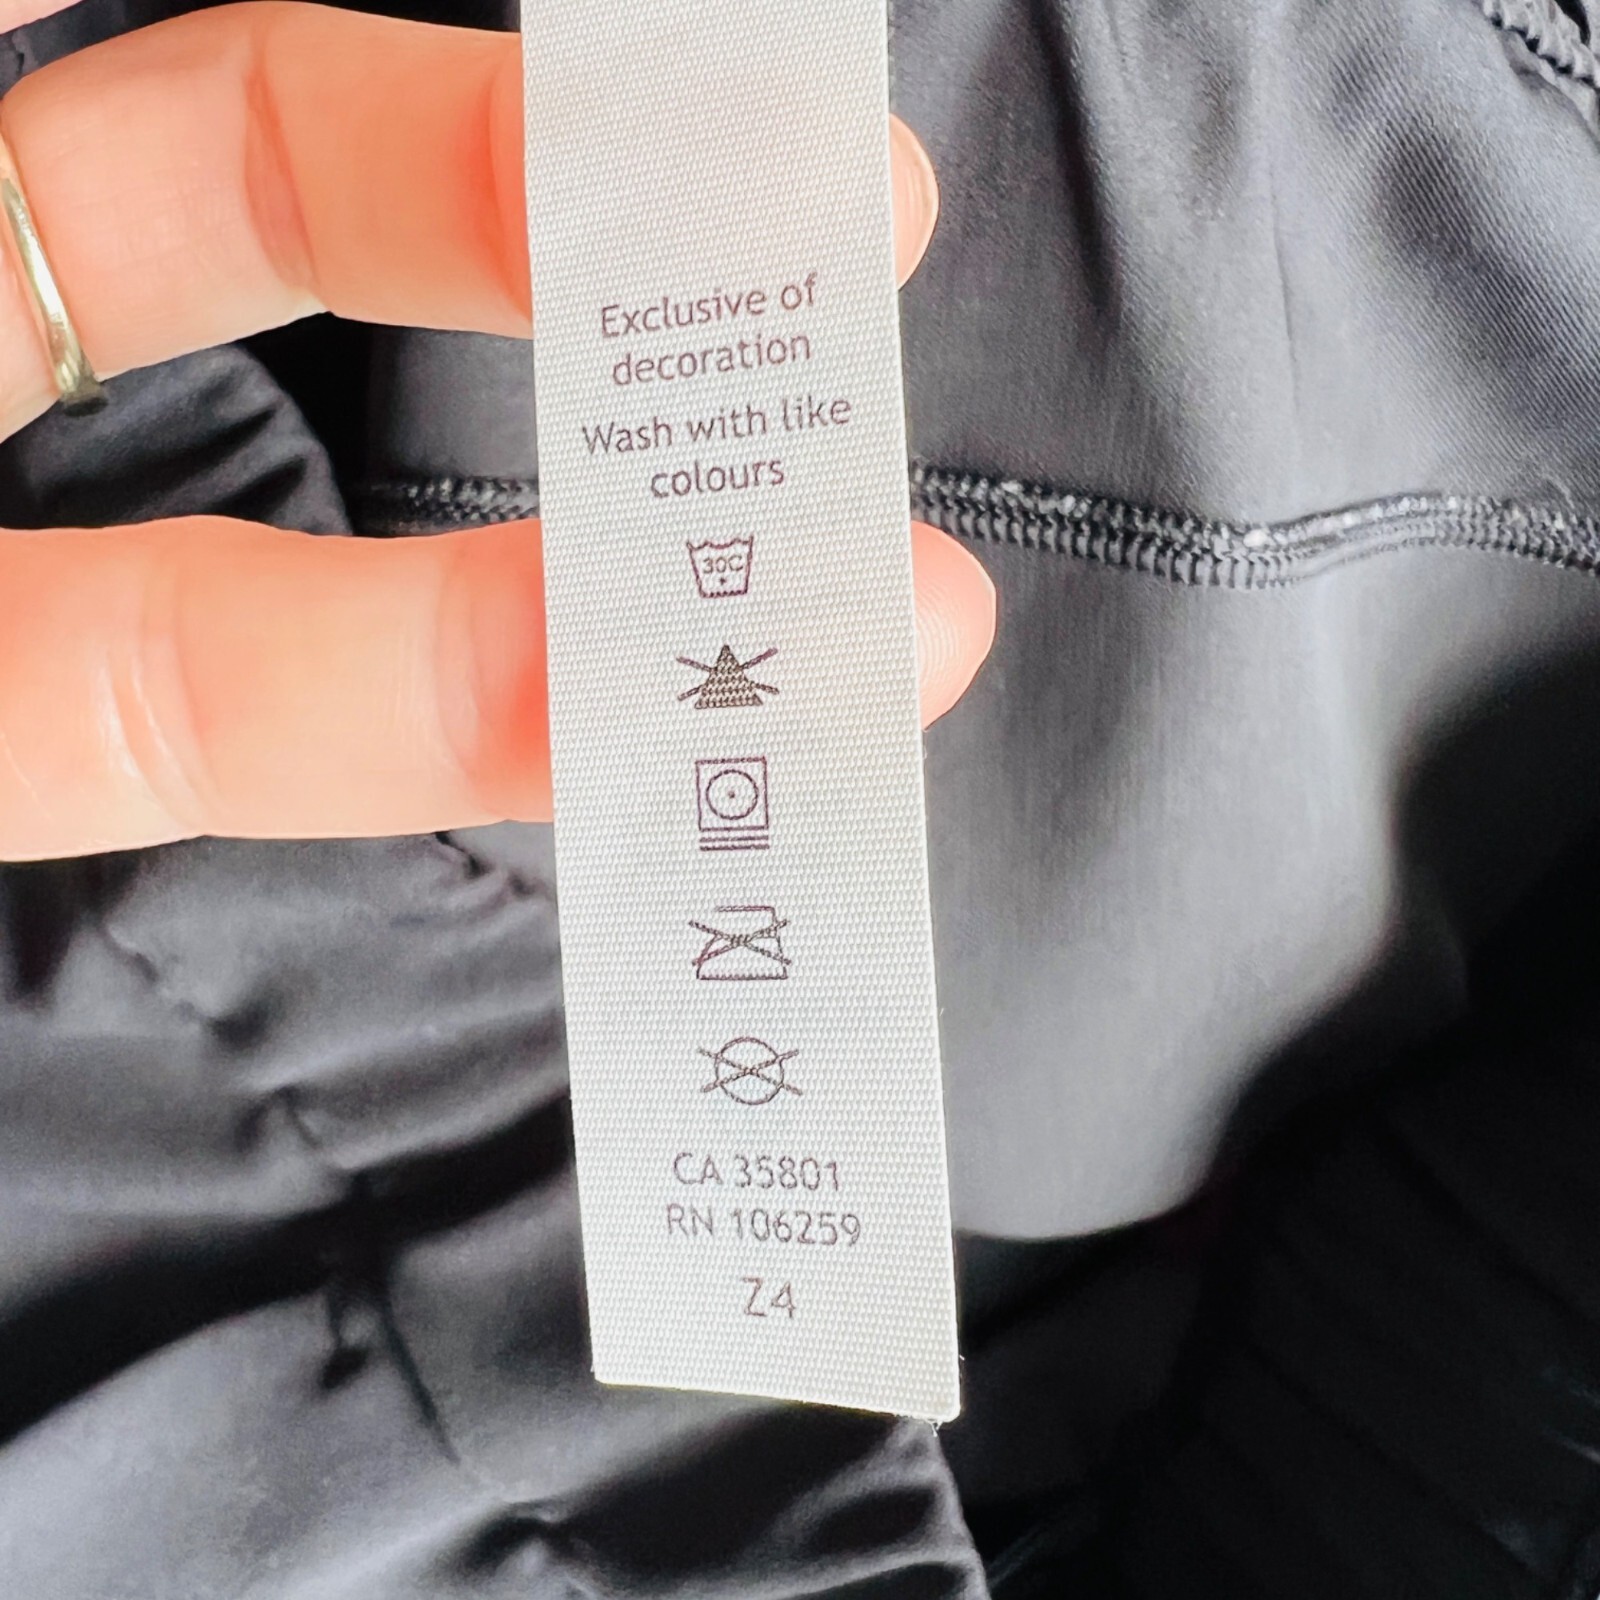 Exclusive of
decoration
Wash with like
colours
30C
CA 35801
RN 106259
Z4